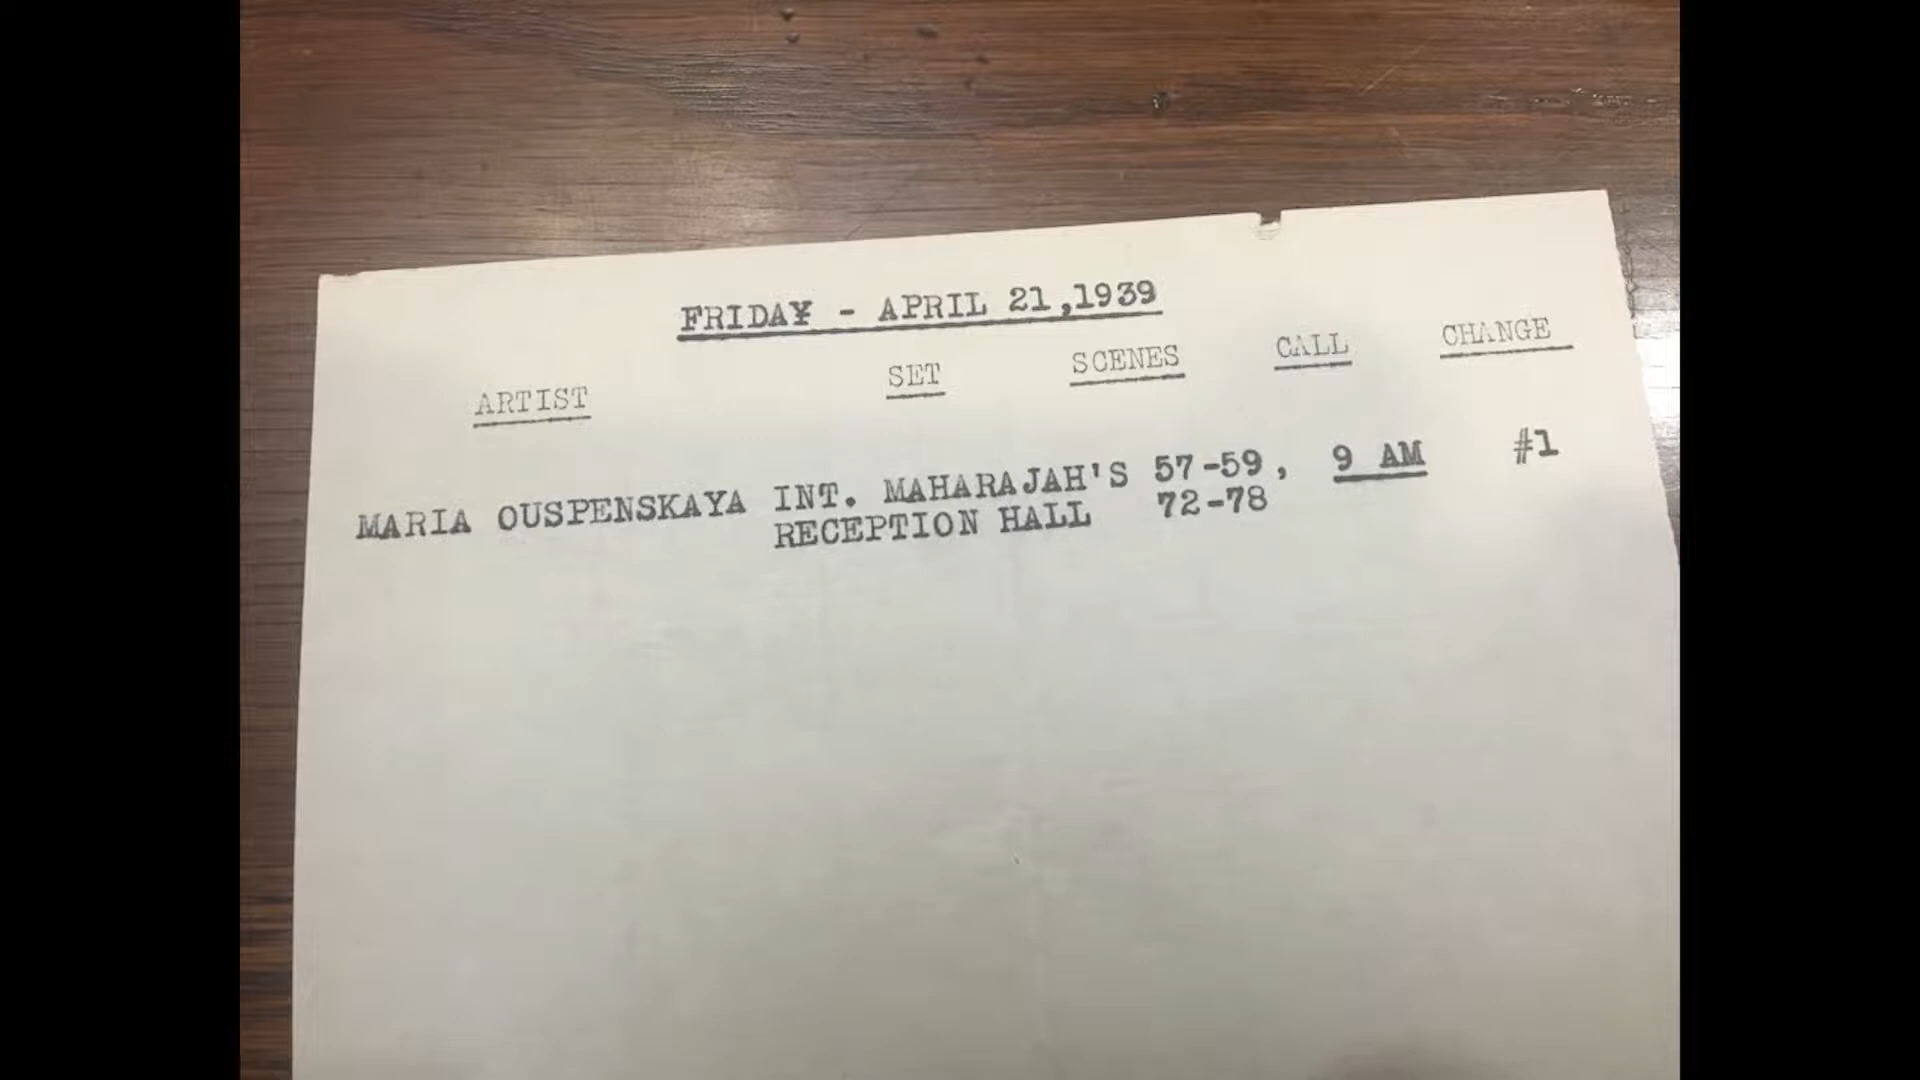 FRIDAY - APRIL 21,1939
ARTIST SET SCENES CALL CHANGE
MARIA OUSPENSKAYA INT. MAHARAJAH'S 57-59, 9 AM #1
RECEPTION HALL 72-78